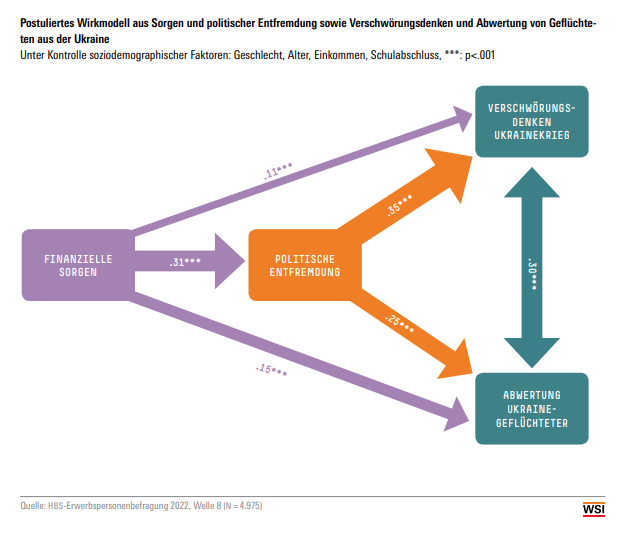 Postuliertes Wirkmodell aus Sorgen und politischer Entfremdung sowie Verschwörungsdenken und Abwertung von Geflüchte-
ten aus der Ukraine
Unter Kontrolle soziodemographischer Faktoren: Geschlecht, Alter, Einkommen, Schulabschluss, ***: p<.001
VERSCHWÖRUNGS-
DENKEN
UKRAINEKRIEG
.11***
.35***
FINANZIELLE
SORGEN
.31***
POLITISCHE
ENTFREMDUNG
.30***
.25***
.15***
ABWERTUNG
UKRAINE-
GEFLÜCHTETER
Quelle: HBS-Erwerbspersonenbefragung 2022, Welle 8 (N = 4.975)
WSI